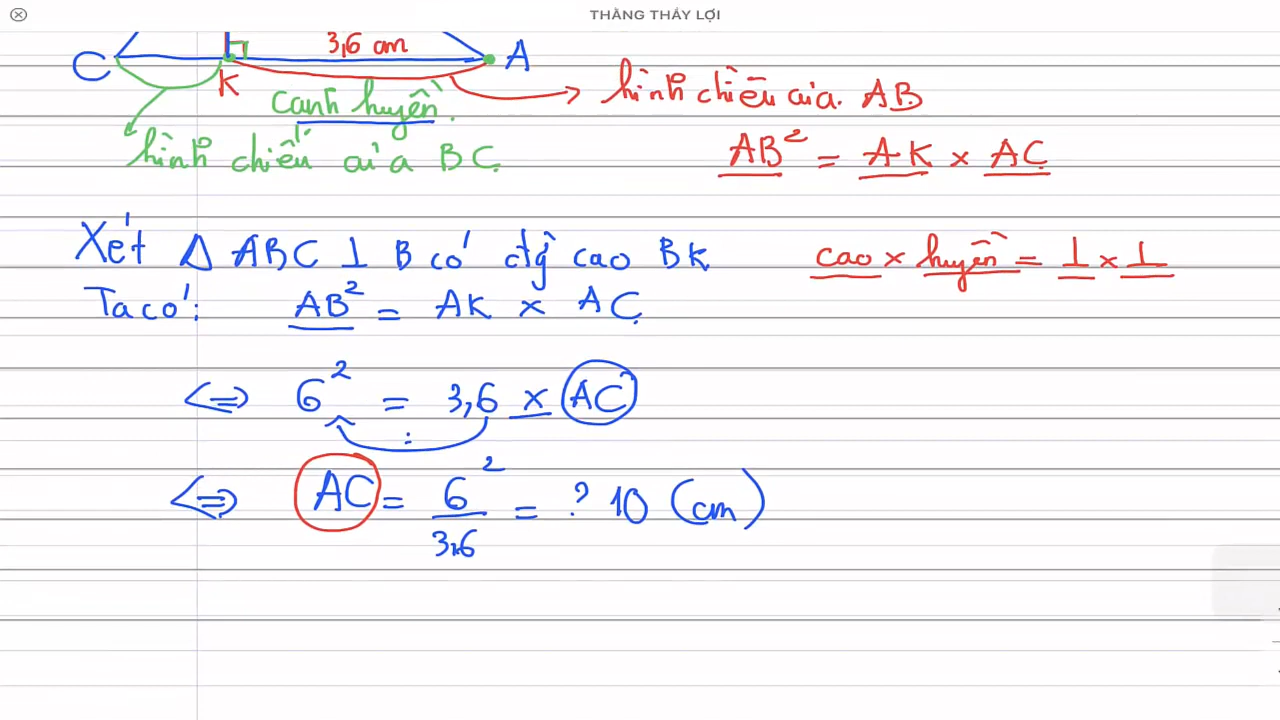 THẰNG THẦY LỢI
C 3,6 cm A
K
cạnh huyền.
hình chiếu của AB.
hình chiếu của BC.
AB² = AK × AC
Xét Δ ABC ⊥ B có đg cao BK
cao × huyền = ⊥ × ⊥
Ta có: AB² = AK × AC.
<=> 6² = 3,6 × AC
:
<=> AC = 6²/3,6 = ? 10 (cm)